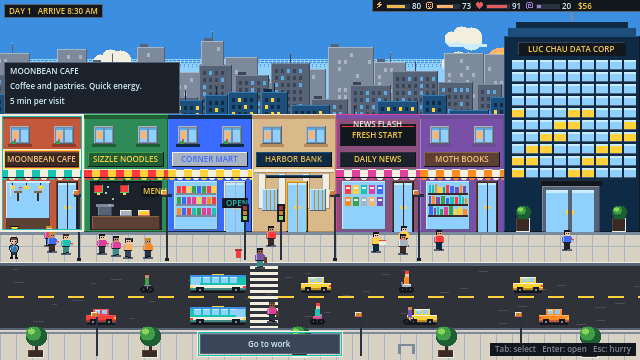 DAY 1 ARRIVE 8:30 AM
80 73 91 20 $56
MOONBEAN CAFE
Coffee and pastries. Quick energy.
5 min per visit
LUC CHAU DATA CORP
NEWS FLASH
FRESH START
MOONBEAN CAFE
SIZZLE NOODLES
CORNER MART
HARBOR BANK
DAILY NEWS
MOTH BOOKS
MENU
OPEN
Go to work
Tab: select Enter: open Esc: hurry